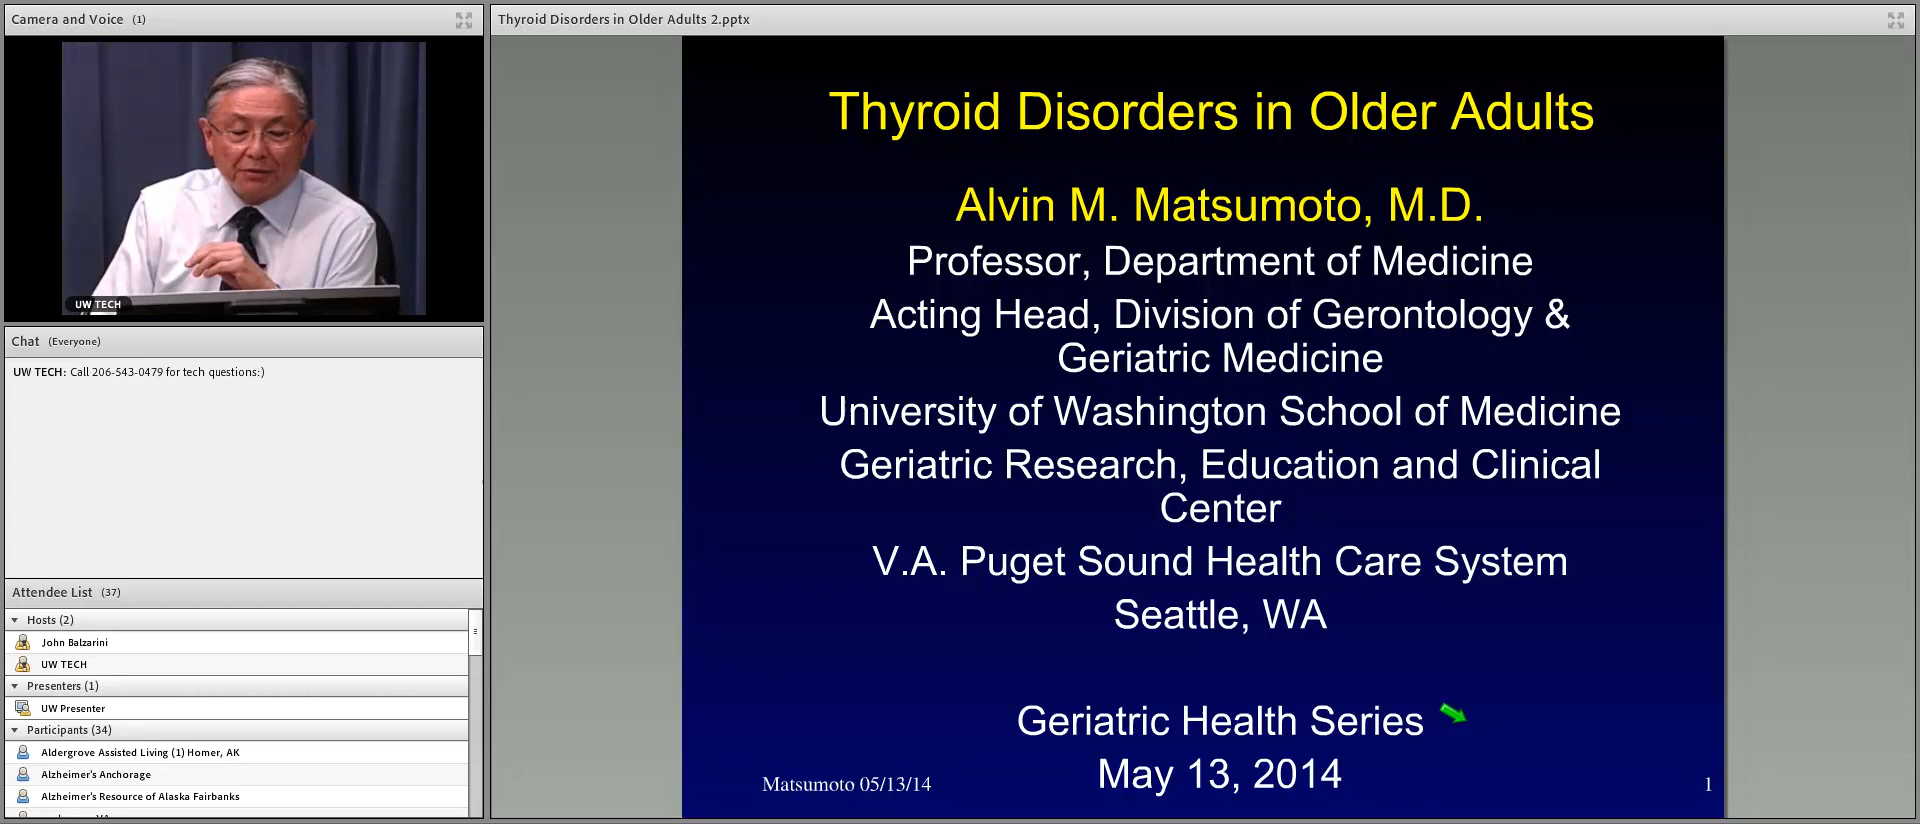 Camera and Voice (1)
UW TECH
Chat (Everyone)
UW TECH: Call 206-543-0479 for tech questions:)
Attendee List (37)
Hosts (2)
John Balzarini
UW TECH
Presenters (1)
UW Presenter
Participants (34)
Aldergrove Assisted Living (1) Homer, AK
Alzheimer's Anchorage
Alzheimer's Resource of Alaska Fairbanks
Thyroid Disorders in Older Adults 2.pptx
Thyroid Disorders in Older Adults
Alvin M. Matsumoto, M.D.
Professor, Department of Medicine
Acting Head, Division of Gerontology &
Geriatric Medicine
University of Washington School of Medicine
Geriatric Research, Education and Clinical
Center
V.A. Puget Sound Health Care System
Seattle, WA
Geriatric Health Series
May 13, 2014
Matsumoto 05/13/14
1